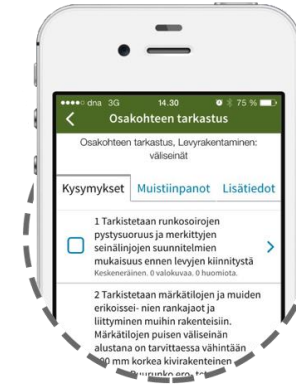 dna 3G 14.30 75 %
Osakohteen tarkastus
Osakohteen tarkastus, Levyrakentaminen:
väliseinät
Kysymykset Muistiinpanot Lisätiedot
1 Tarkistetaan runkosoirojen
pystysuoruus ja merkittyjen
seinälinjojen suunnitelmien
mukaisuus ennen levyjen kiinnitystä
Keskeneräinen. 0 valokuvaa. 0 huomiota.
2 Tarkistetaan märkätilojen ja muiden
erikoissei- nien rankajaot ja
liittyminen muihin rakenteisiin.
Märkätilojen puisen väliseinän
alustana on tarvittaessa vähintään
mm korkea kivirakenteinen